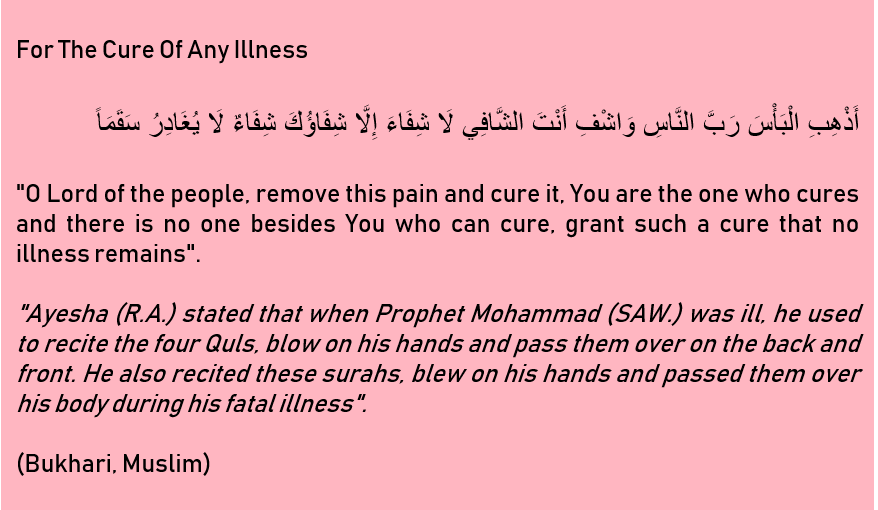 For The Cure Of Any Illness
أَذْهِبِ الْبَأْسَ رَبَّ النَّاسِ وَاشْفِ أَنْتَ الشَّافِي لَا شِفَاءَ إِلَّا شِفَاؤُكَ شِفَاءٌ لَا يُغَادِرُ سَقَمَاً
"O Lord of the people, remove this pain and cure it, You are the one who cures
and there is no one besides You who can cure, grant such a cure that no
illness remains".
"Ayesha (R.A.) stated that when Prophet Mohammad (SAW.) was ill, he used
to recite the four Quls, blow on his hands and pass them over on the back and
front. He also recited these surahs, blew on his hands and passed them over
his body during his fatal illness".
(Bukhari, Muslim)